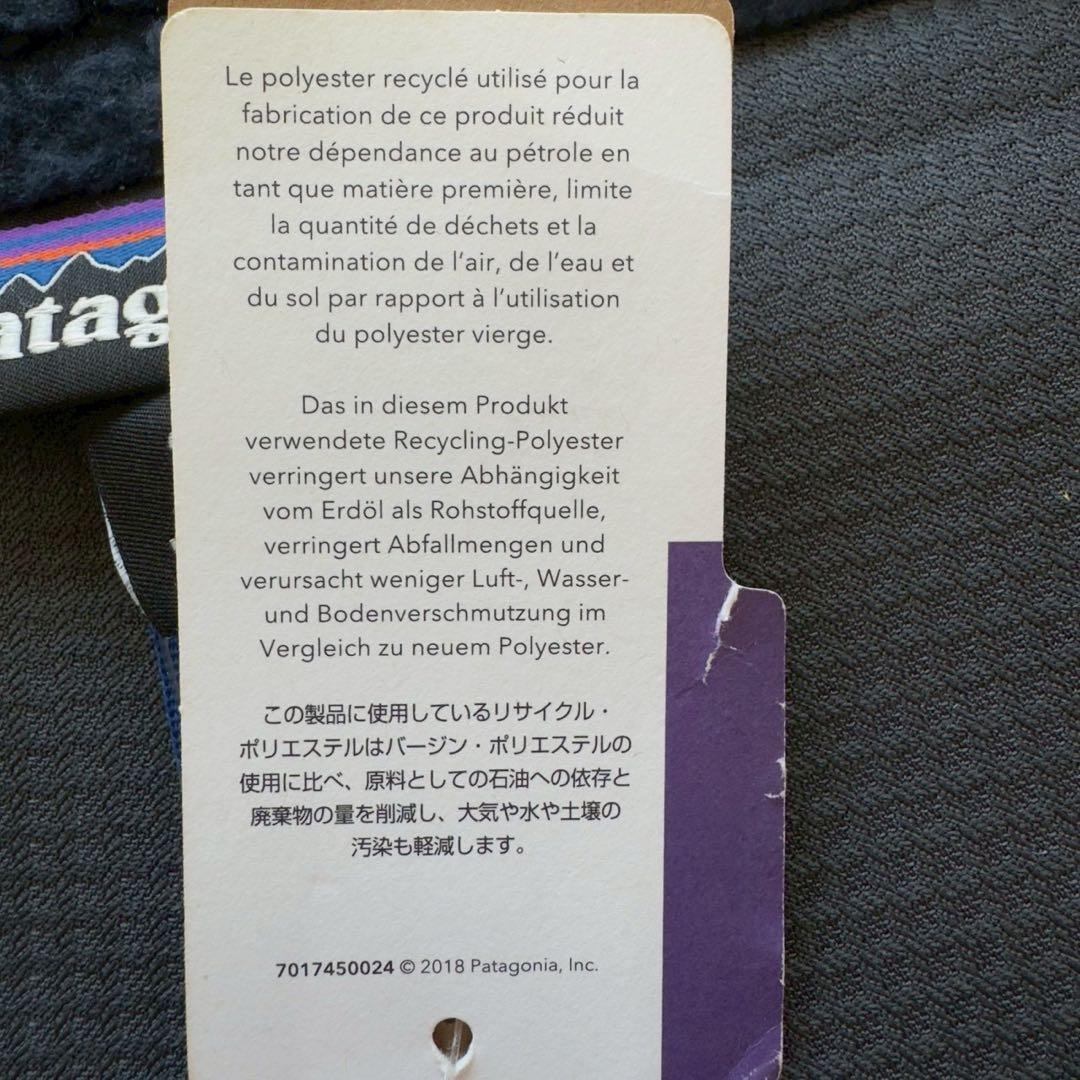 Le polyester recyclé utilisé pour la
fabrication de ce produit réduit
notre dépendance au pétrole en
tant que matière première, limite
la quantité de déchets et la
contamination de l'air, de l'eau et
du sol par rapport à l'utilisation
du polyester vierge.
Das in diesem Produkt
verwendete Recycling-Polyester
verringert unsere Abhängigkeit
vom Erdöl als Rohstoffquelle,
verringert Abfallmengen und
verursacht weniger Luft-, Wasser-
und Bodenverschmutzung im
Vergleich zu neuem Polyester.
この製品に使用しているリサイクル・
ポリエステルはバージン・ポリエステルの
使用に比べ、原料としての石油への依存と
廃棄物の量を削減し、大気や水や土壌の
汚染も軽減します。
7017450024 © 2018 Patagonia, Inc.
atag